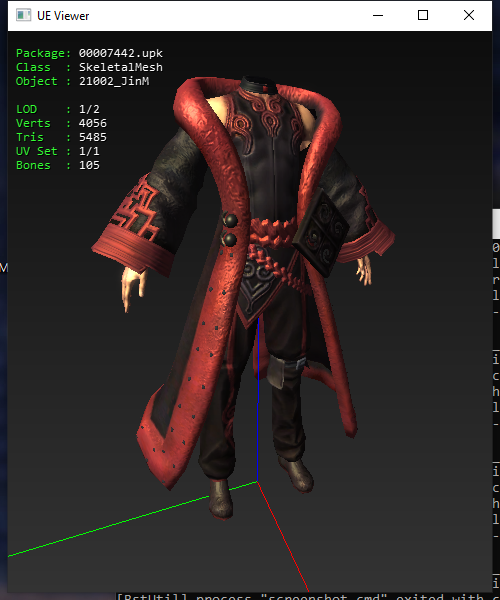 UE Viewer
Package: 00007442.upk
Class : SkeletalMesh
Object : 21002_JinM
LOD : 1/2
Verts : 4056
Tris : 5485
UV Set : 1/1
Bones : 105
M
[BstUtil] process "screenshot.cmd" exited with c